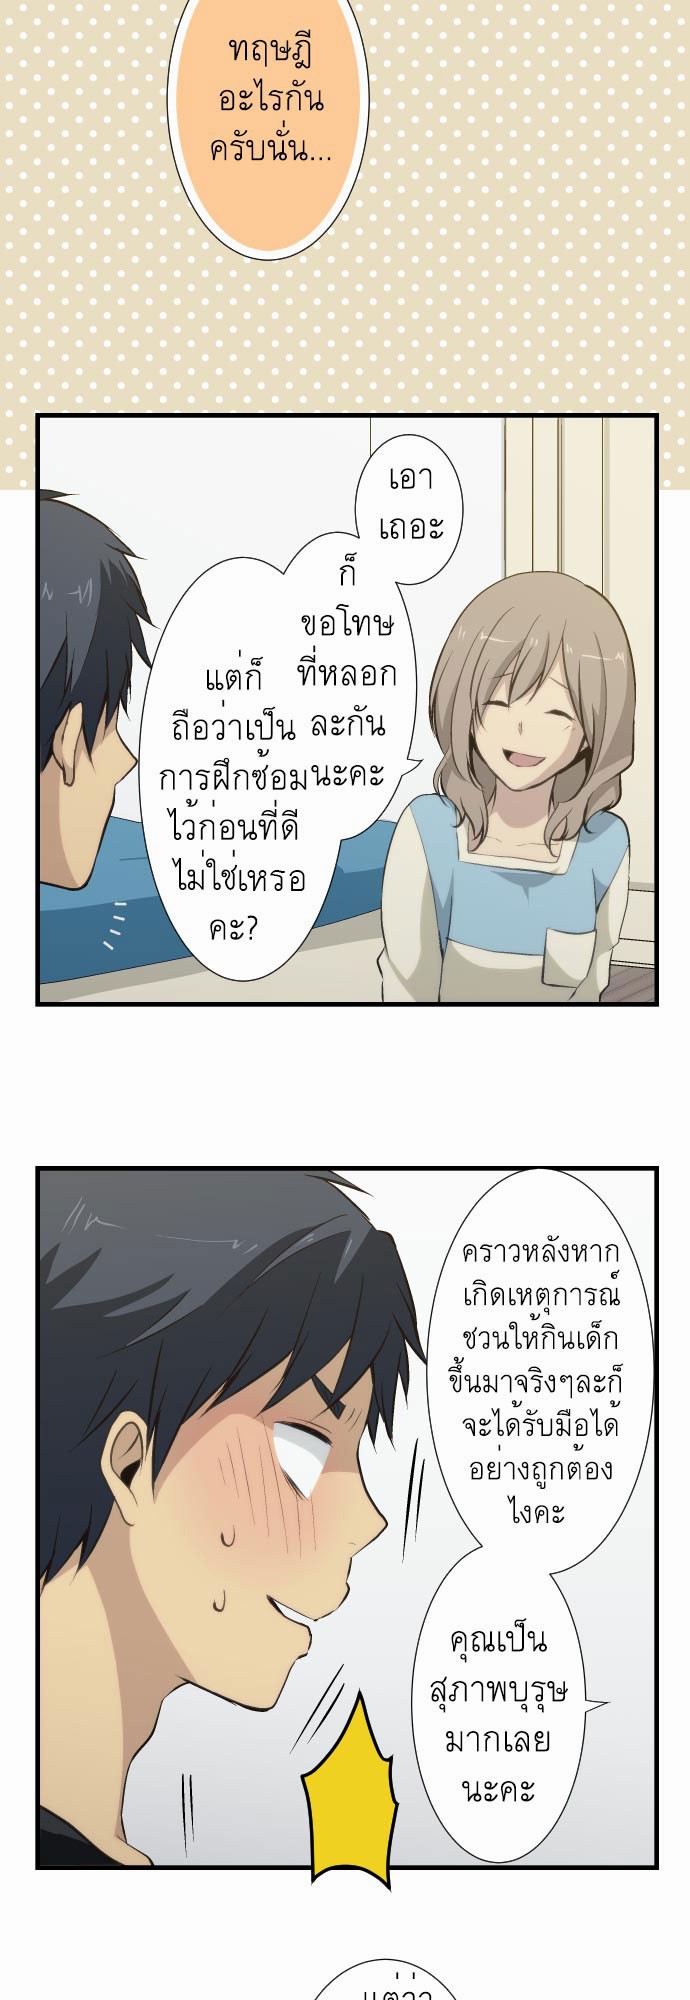 ทฤษฎี
อะไรกัน
ครับนั่น...
เอา
เถอะ
ก็
ขอโทษ
ที่หลอก
ละกัน
นะคะ
แต่ก็
ถือว่าเป็น
การฝึกซ้อม
ไว้ก่อนที่ดี
ไม่ใช่เหรอ
คะ?
คราวหลังหาก
เกิดเหตุการณ์
ชวนให้กินเด็ก
ขึ้นมาจริงๆละก็
จะได้รับมือได้
อย่างถูกต้อง
ไงคะ
คุณเป็น
สุภาพบุรุษ
มากเลย
นะคะ
แต่ว่า